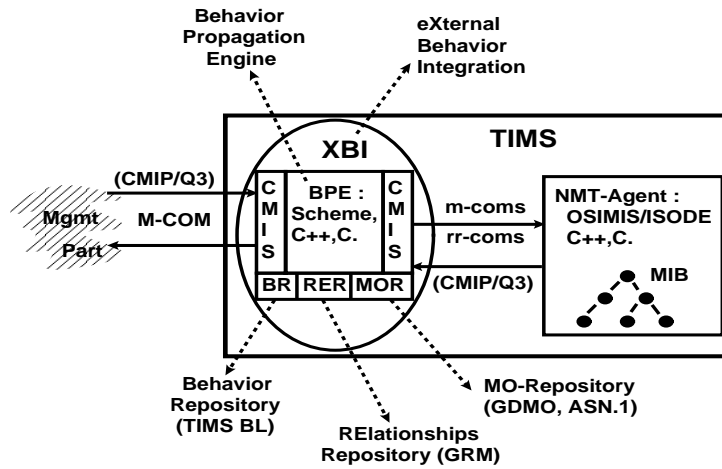 Behavior
Propagation
Engine
eXternal
Behavior
Integration
TIMS
XBI
(CMIP/Q3)
Mgmt
M-COM
Part
CMIS
BPE :
Scheme,
C++,C.
CMIS
BR
RER
MOR
m-coms
rr-coms
(CMIP/Q3)
NMT-Agent :
OSIMIS/ISODE
C++,C.
MIB
Behavior
Repository
(TIMS BL)
RElationships
Repository (GRM)
MO-Repository
(GDMO, ASN.1)